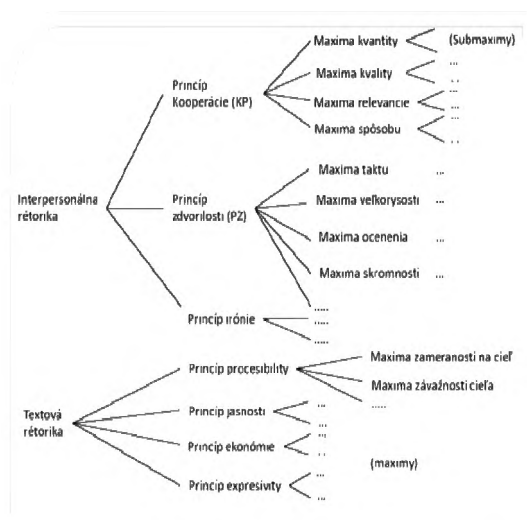 Maxima kvantity
(Submaxímy)
...
Princíp
Kooperácie (KP)
Maxima kvality
. .
Maxima relevancie
...
...
Maxima spôsobu
...
. .
Interpersonálna
rétorika
Princíp
zdvorilosti (PZ)
Maxima taktu ...
Maxima veľkorysosti ...
Maxima ocenenia ...
Maxima skromnosti ...
.....
Princíp irónie
.....
.....
Textová
rétorika
Princíp procesibility
Maxima zameranosti na cieľ
Maxima závažnosti cieľa
.....
Princíp jasnosti
...
...
Princíp ekonómie
...
. .
(maxímy)
Princíp expresivity
...
...